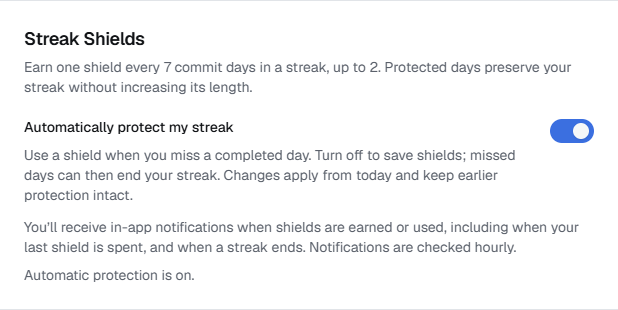 Streak Shields
Earn one shield every 7 commit days in a streak, up to 2. Protected days preserve your
streak without increasing its length.
Automatically protect my streak
Use a shield when you miss a completed day. Turn off to save shields; missed
days can then end your streak. Changes apply from today and keep earlier
protection intact.
You’ll receive in-app notifications when shields are earned or used, including when your
last shield is spent, and when a streak ends. Notifications are checked hourly.
Automatic protection is on.